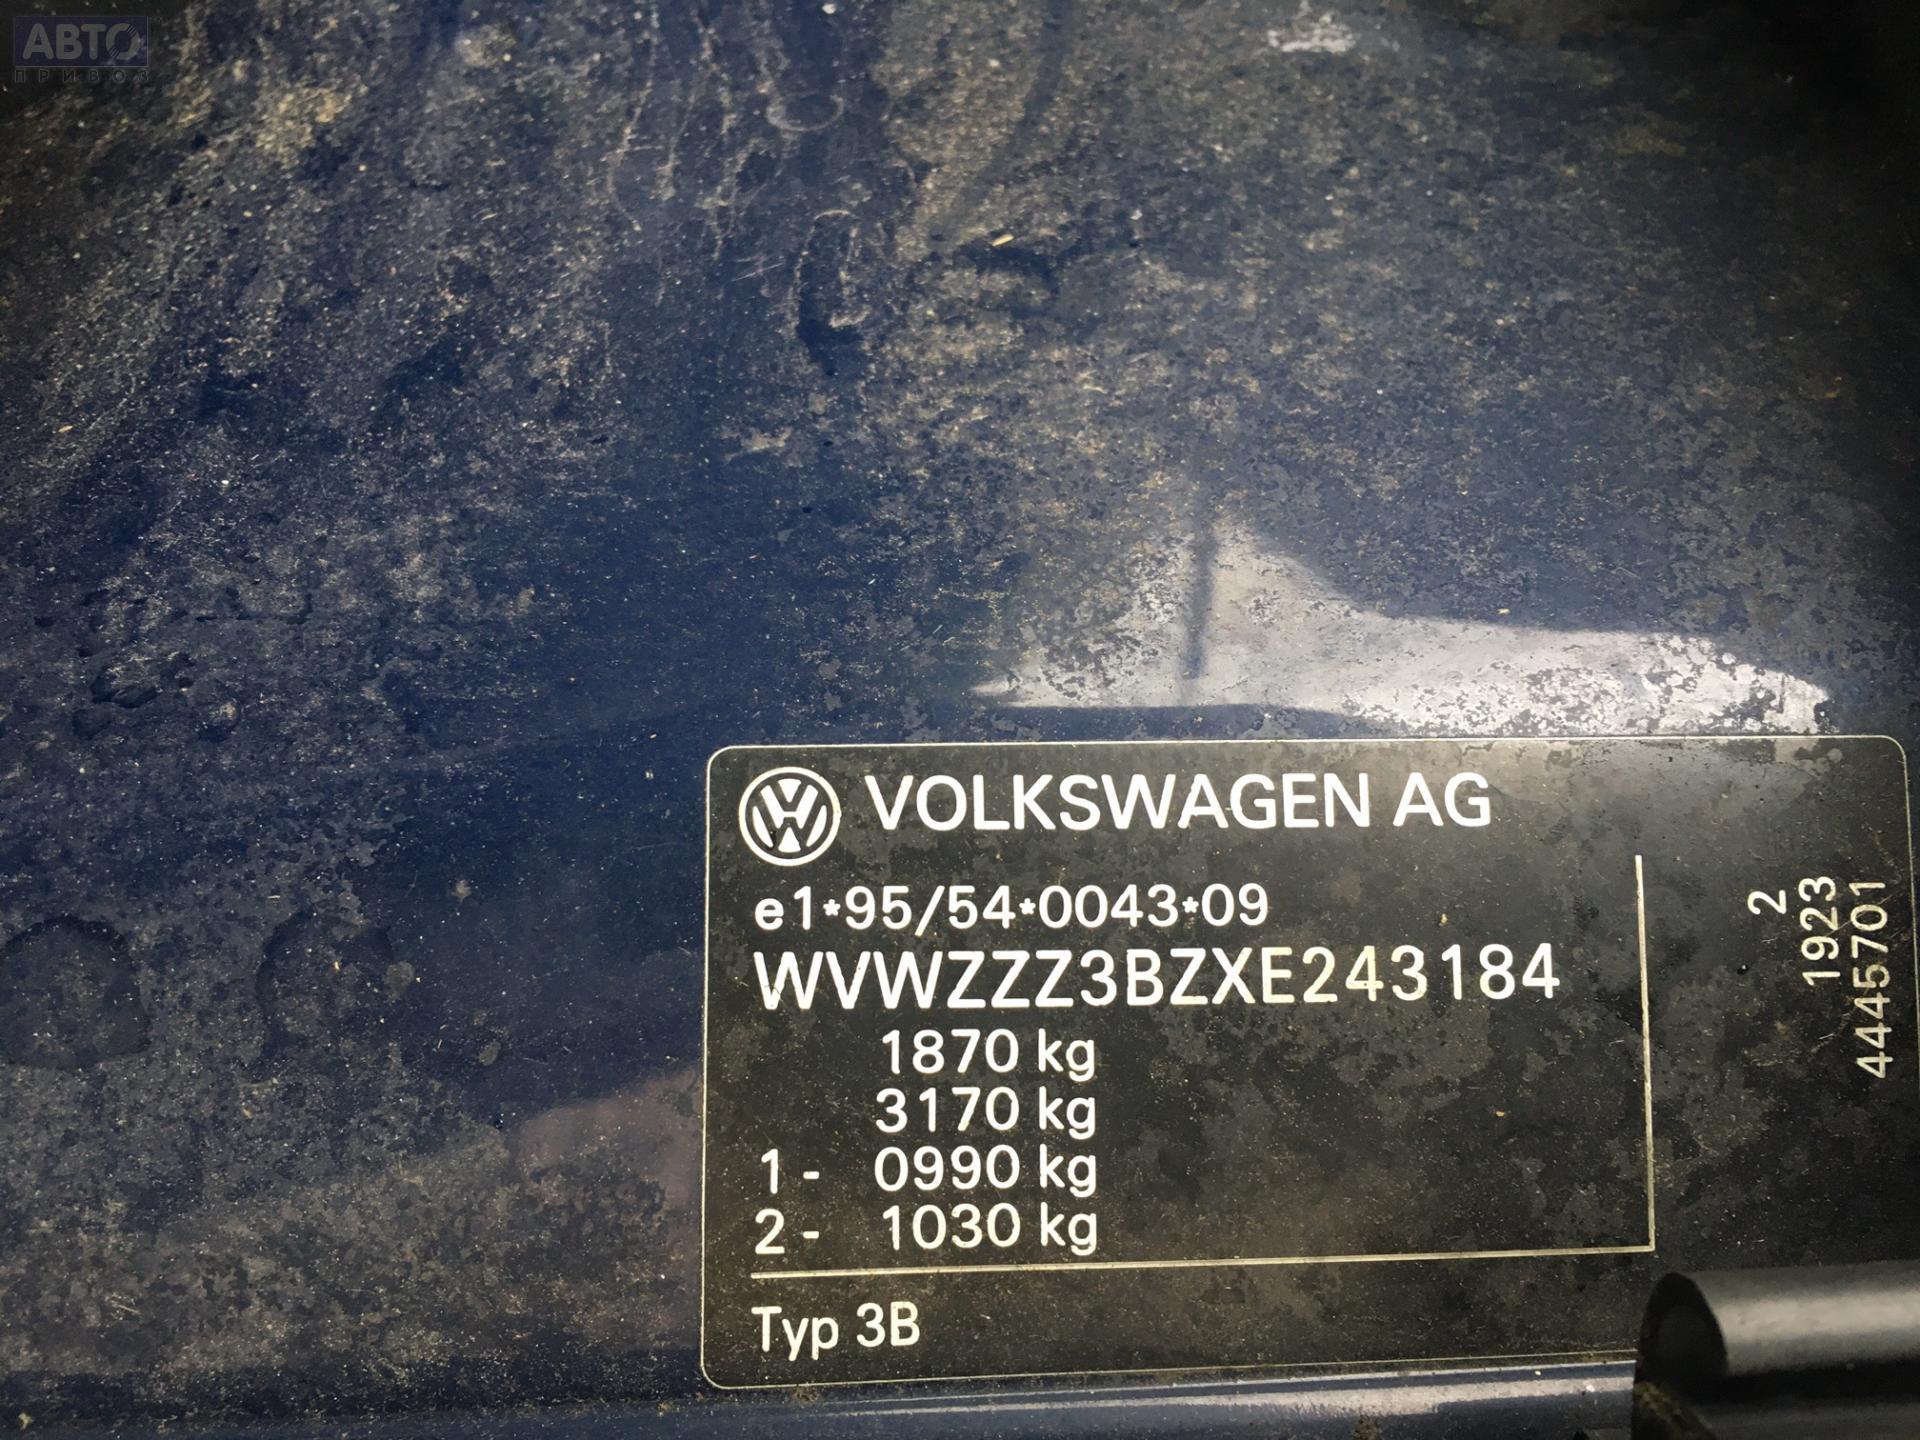 АВТО
ПРИВОЗ
VOLKSWAGEN AG
e1*95/54*0043*09
WVWZZZ3BZXE243184
1870 kg
3170 kg
1- 0990 kg
2- 1030 kg
Typ 3B
2
1923
4445701